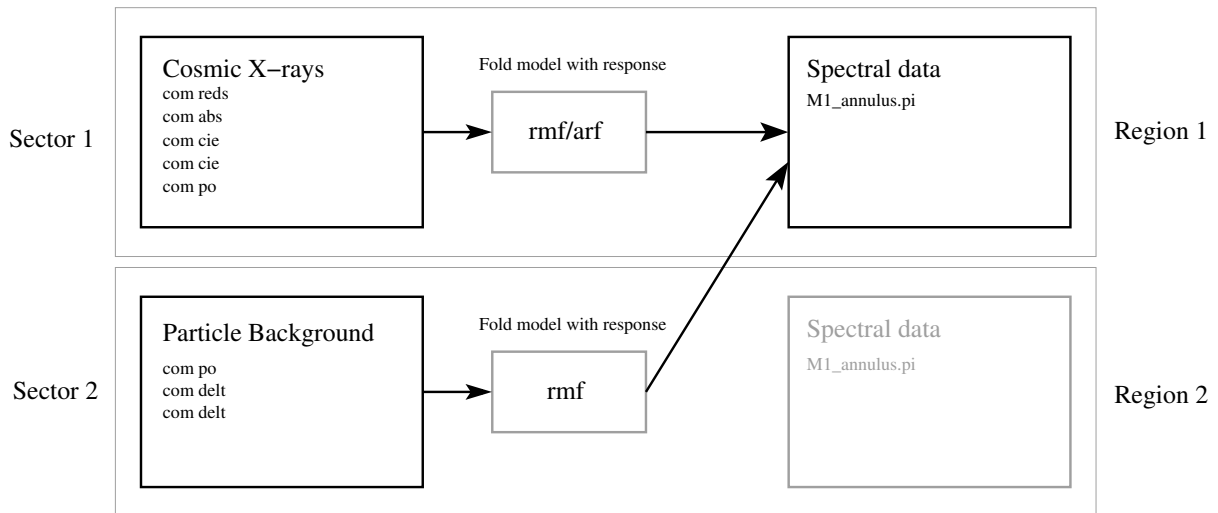 Sector 1
Cosmic X−rays
com reds
com abs
com cie
com cie
com po
Fold model with response
rmf/arf
Spectral data
M1_annulus.pi
Region 1
Sector 2
Particle Background
com po
com delt
com delt
Fold model with response
rmf
Spectral data
M1_annulus.pi
Region 2